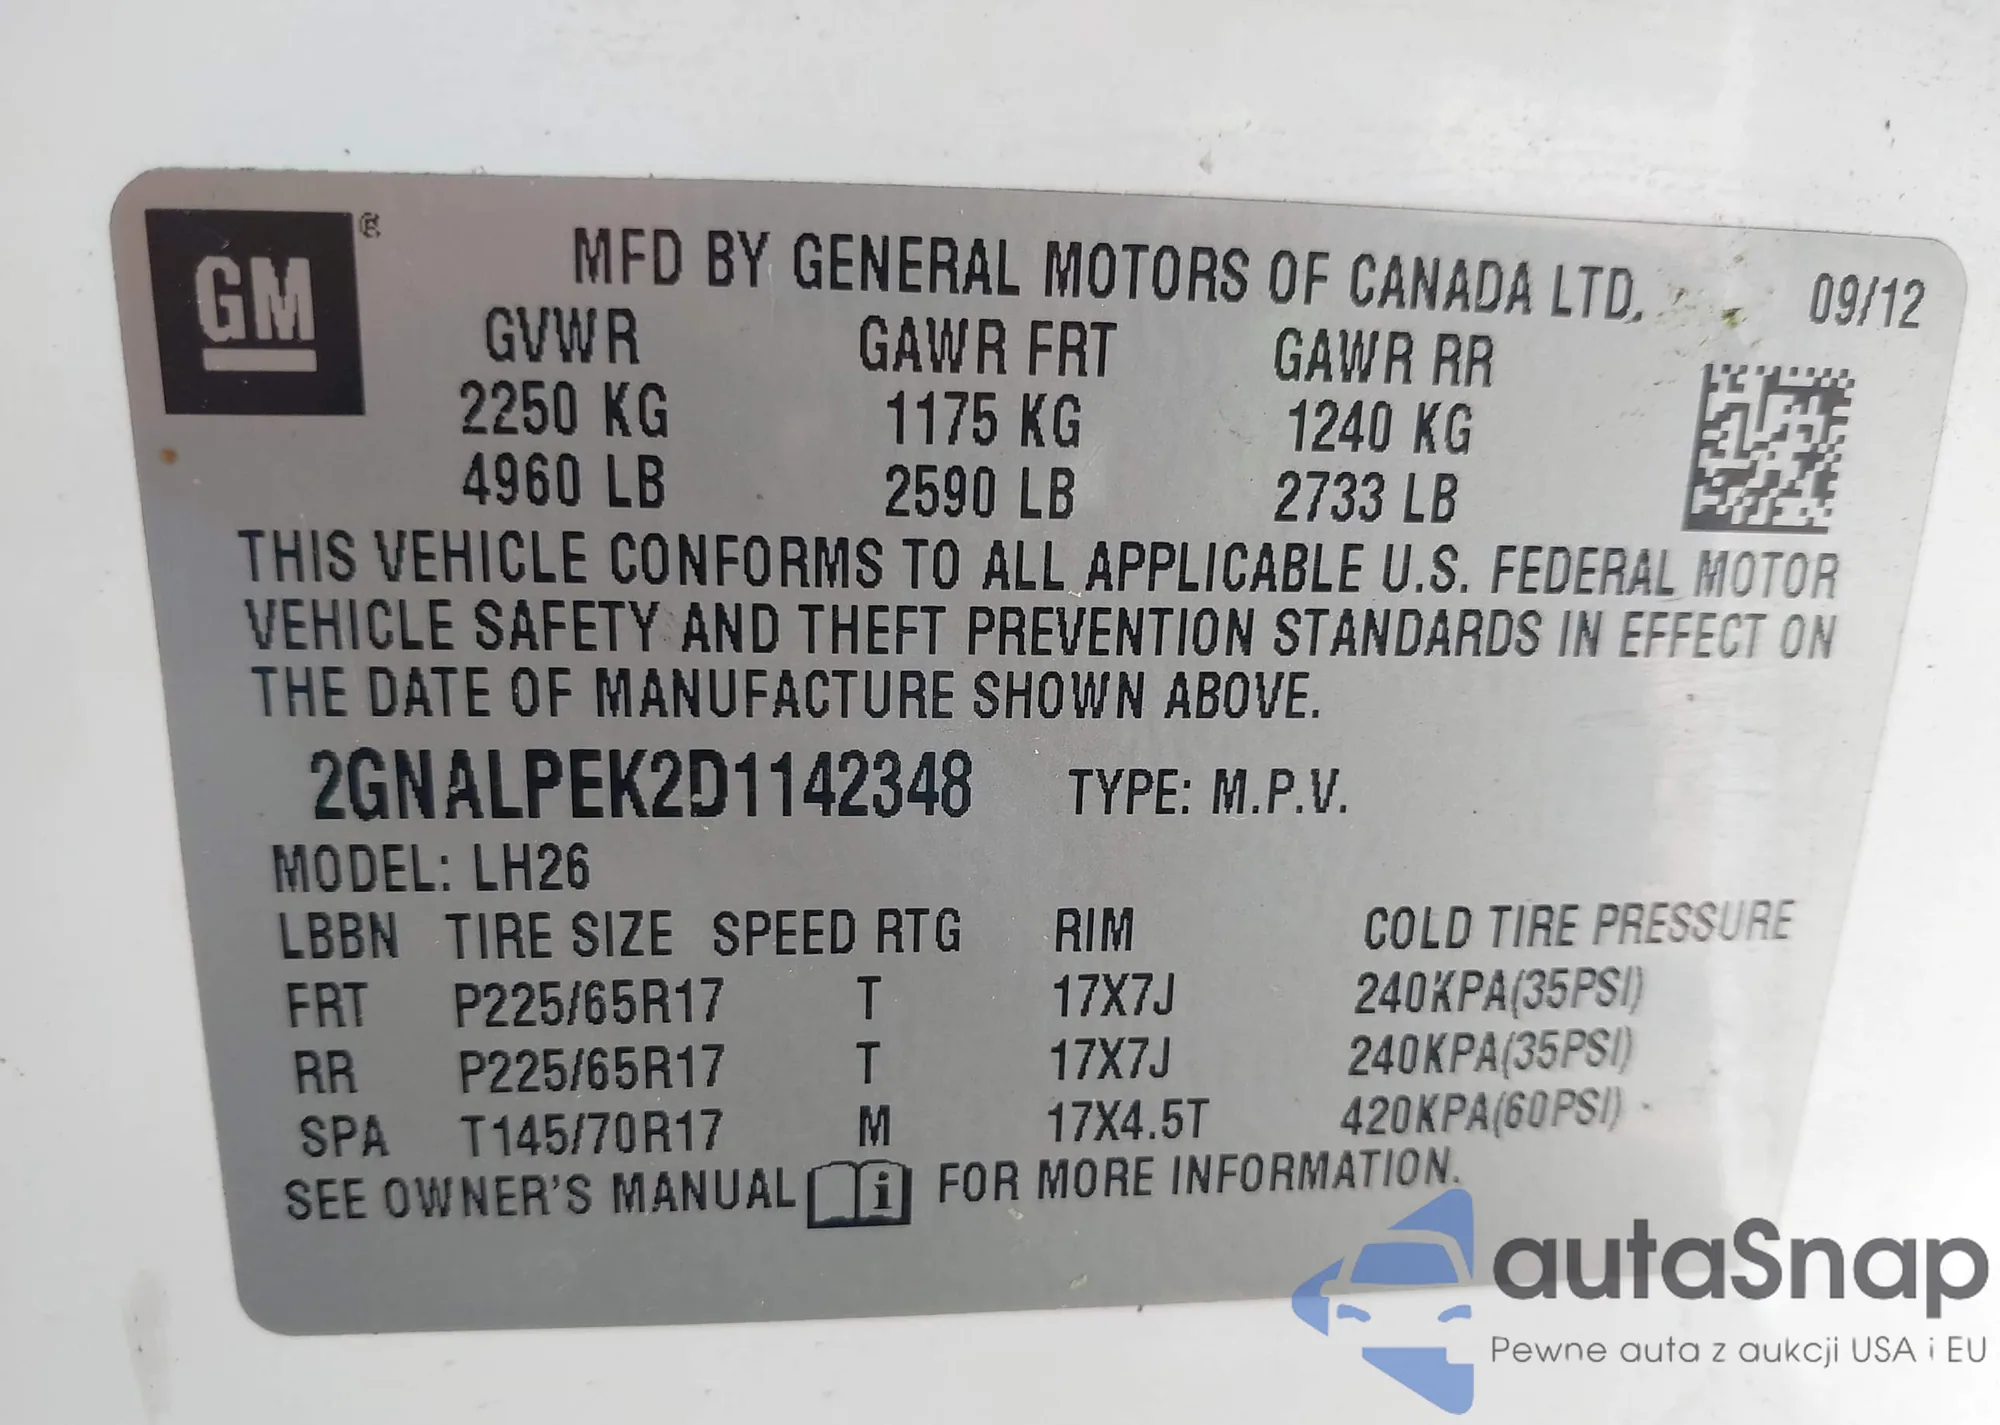 GM ®
MFD BY GENERAL MOTORS OF CANADA LTD. 09/12
GVWR GAWR FRT GAWR RR
2250 KG 1175 KG 1240 KG
4960 LB 2590 LB 2733 LB
THIS VEHICLE CONFORMS TO ALL APPLICABLE U.S. FEDERAL MOTOR
VEHICLE SAFETY AND THEFT PREVENTION STANDARDS IN EFFECT ON
THE DATE OF MANUFACTURE SHOWN ABOVE.
2GNALPEK2D1142348 TYPE: M.P.V.
MODEL: LH26
LBBN TIRE SIZE SPEED RTG RIM COLD TIRE PRESSURE
FRT P225/65R17 T 17X7J 240KPA(35PSI)
RR P225/65R17 T 17X7J 240KPA(35PSI)
SPA T145/70R17 M 17X4.5T 420KPA(60PSI)
SEE OWNER'S MANUAL i FOR MORE INFORMATION.
autaSnap
Pewne auta z aukcji USA i EU